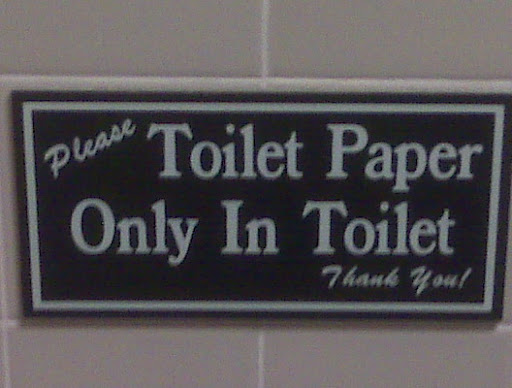 Please Toilet Paper
Only In Toilet
Thank You!